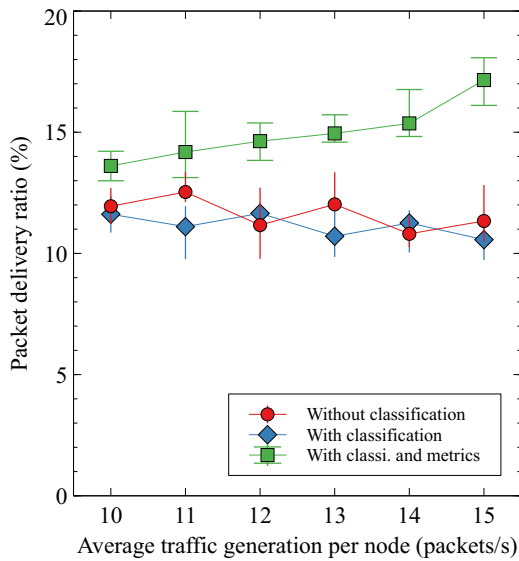 20
15
10
5
0
Packet delivery ratio (%)
Without classification
With classification
With classi. and metrics
10 11 12 13 14 15
Average traffic generation per node (packets/s)